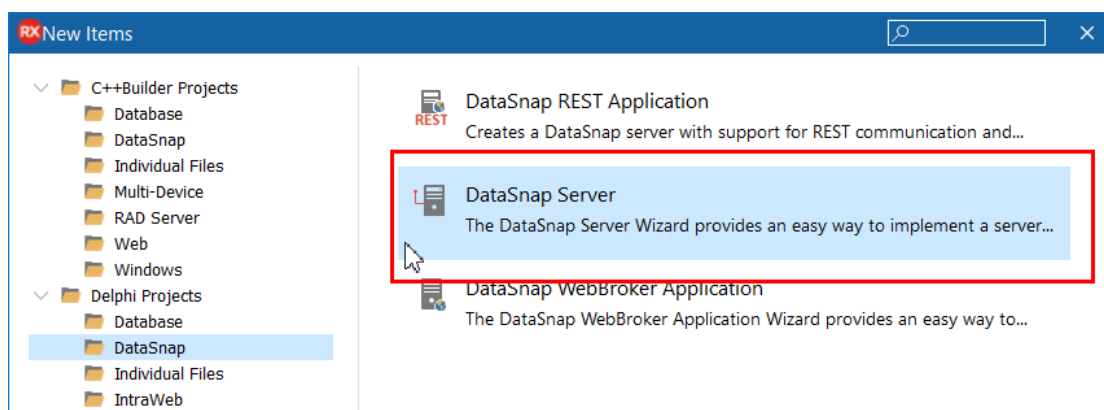 RX New Items
C++Builder Projects
Database
DataSnap
Individual Files
Multi-Device
RAD Server
Web
Windows
Delphi Projects
Database
DataSnap
Individual Files
IntraWeb
REST
DataSnap REST Application
Creates a DataSnap server with support for REST communication and...
DataSnap Server
The DataSnap Server Wizard provides an easy way to implement a server...
DataSnap WebBroker Application
The DataSnap WebBroker Application Wizard provides an easy way to...